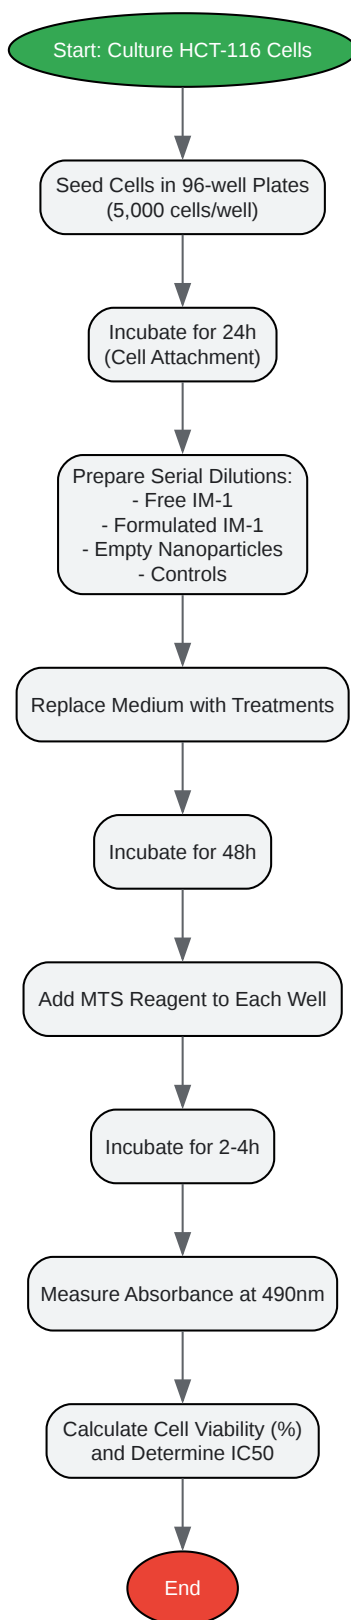 Start: Culture HCT-116 Cells
Seed Cells in 96-well Plates
(5,000 cells/well)
Incubate for 24h
(Cell Attachment)
Prepare Serial Dilutions:
- Free IM-1
- Formulated IM-1
- Empty Nanoparticles
- Controls
Replace Medium with Treatments
Incubate for 48h
Add MTS Reagent to Each Well
Incubate for 2-4h
Measure Absorbance at 490nm
Calculate Cell Viability (%)
and Determine IC50
End